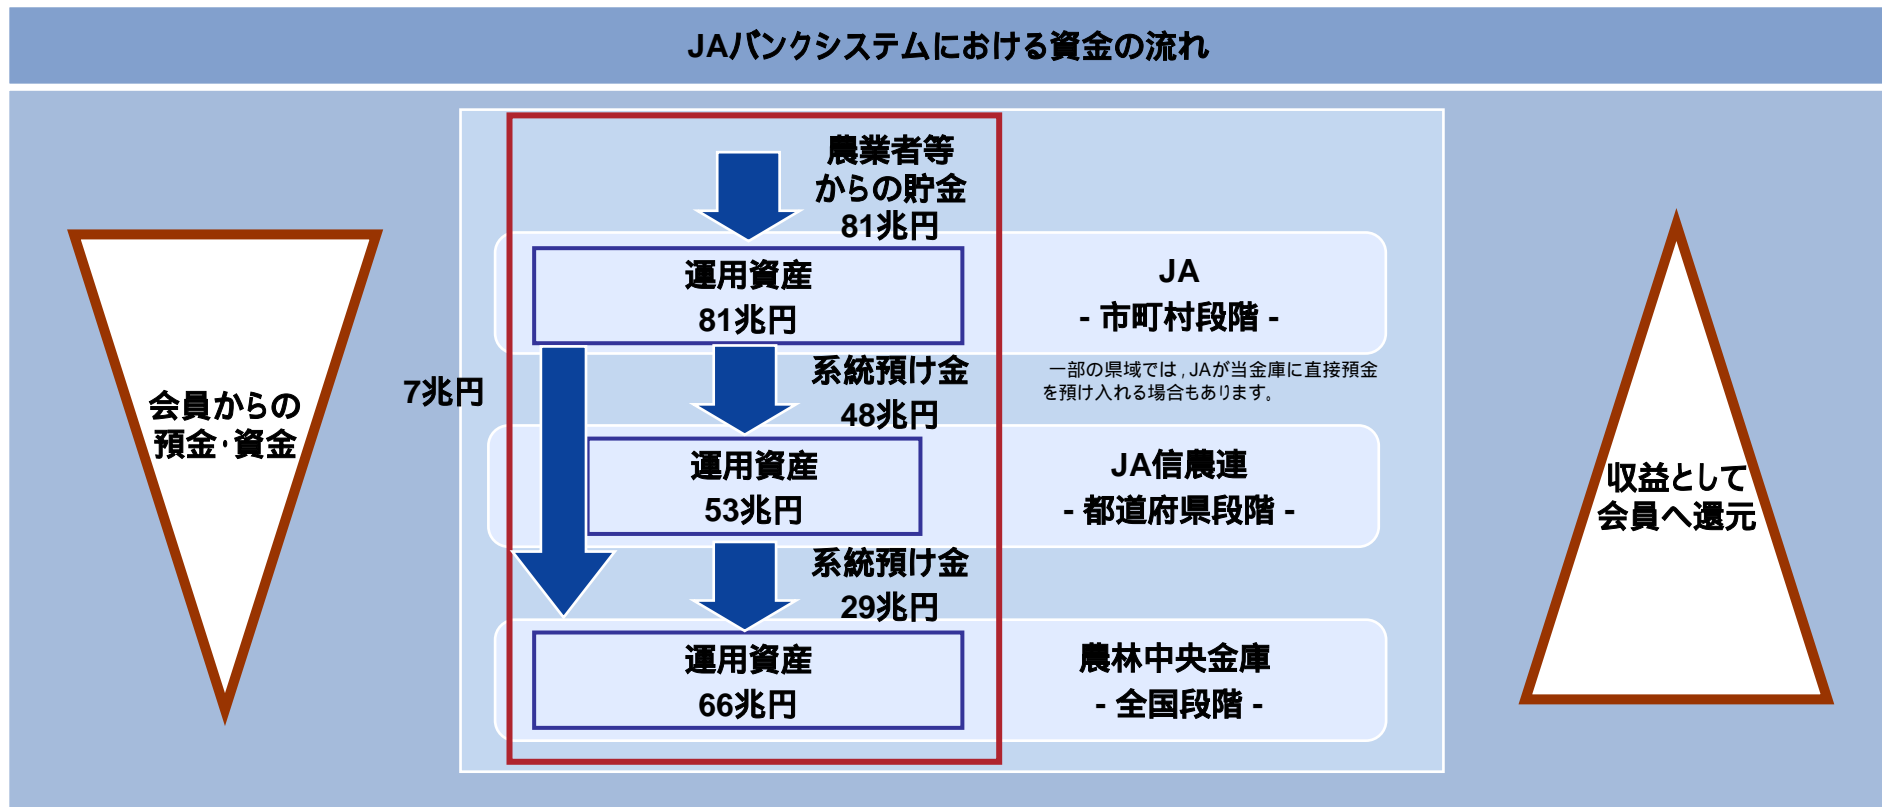 JAバンクシステムにおける資金の流れ
農業者等
からの貯金
81兆円
運用資産
81兆円
JA
- 市町村段階 -
7兆円
系統預け金
48兆円
一部の県域では，JAが当金庫に直接預金
を預け入れる場合もあります。
会員からの
預金・資金
運用資産
53兆円
JA信農連
- 都道府県段階 -
収益として
会員へ還元
系統預け金
29兆円
運用資産
66兆円
農林中央金庫
- 全国段階 -